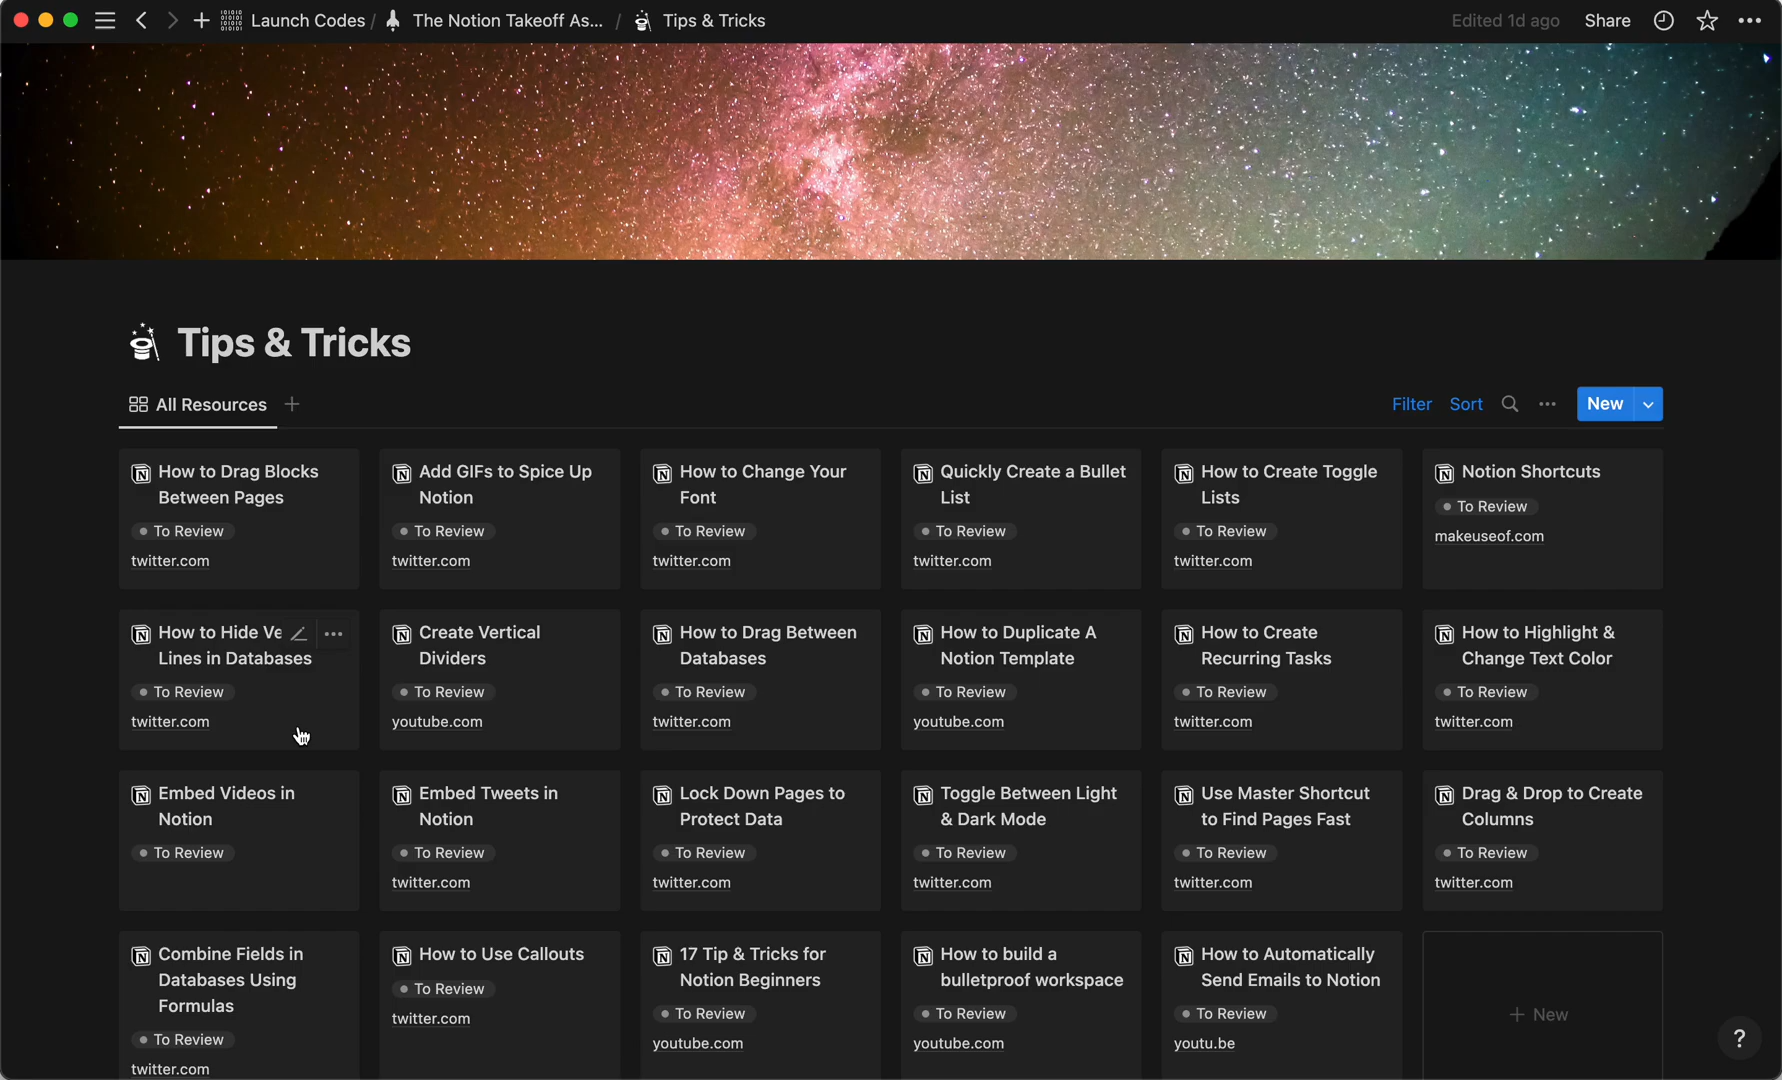 Launch Codes / The Notion Takeoff As... / Tips & Tricks
Edited 1d ago Share
Tips & Tricks
All Resources
Filter Sort New
How to Drag Blocks
Between Pages
To Review
twitter.com
Add GIFs to Spice Up
Notion
To Review
twitter.com
How to Change Your
Font
To Review
twitter.com
Quickly Create a Bullet
List
To Review
twitter.com
How to Create Toggle
Lists
To Review
twitter.com
Notion Shortcuts
To Review
makeuseof.com
How to Hide Ve
Lines in Databases
To Review
twitter.com
Create Vertical
Dividers
To Review
youtube.com
How to Drag Between
Databases
To Review
twitter.com
How to Duplicate A
Notion Template
To Review
youtube.com
How to Create
Recurring Tasks
To Review
twitter.com
How to Highlight &
Change Text Color
To Review
twitter.com
Embed Videos in
Notion
To Review
Embed Tweets in
Notion
To Review
twitter.com
Lock Down Pages to
Protect Data
To Review
twitter.com
Toggle Between Light
& Dark Mode
To Review
twitter.com
Use Master Shortcut
to Find Pages Fast
To Review
twitter.com
Drag & Drop to Create
Columns
To Review
twitter.com
Combine Fields in
Databases Using
Formulas
To Review
twitter.com
How to Use Callouts
To Review
twitter.com
17 Tip & Tricks for
Notion Beginners
To Review
youtube.com
How to build a
bulletproof workspace
To Review
youtube.com
How to Automatically
Send Emails to Notion
To Review
youtu.be
+ New
?